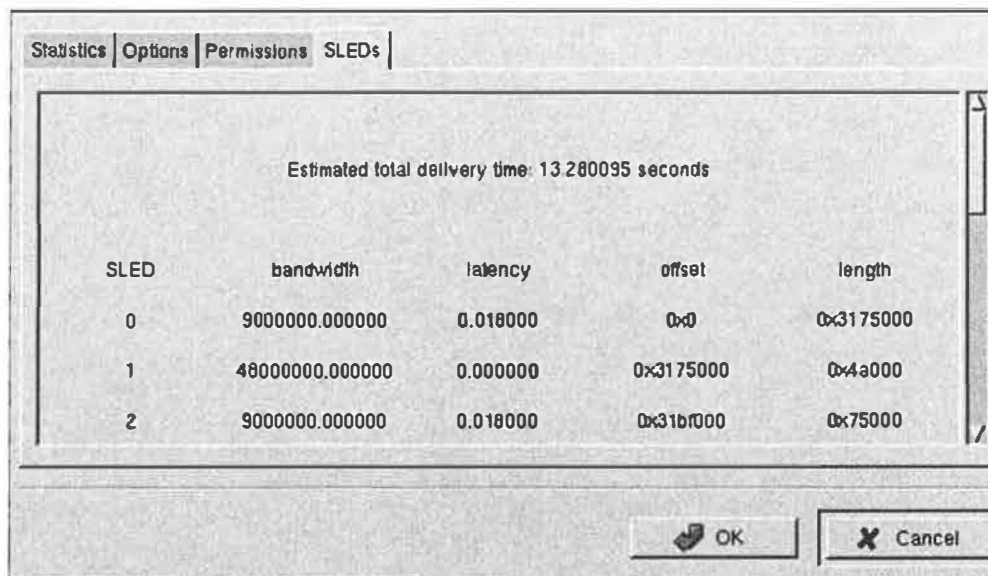 Statistics Options Permissions SLEDs
Estimated total delivery time: 13.280095 seconds
SLED bandwidth latency offset length
0 9000000.000000 0.018000 0x0 0x3175000
1 48000000.000000 0.000000 0x3175000 0x4a000
2 9000000.000000 0.018000 0x31bf000 0x75000
OK Cancel